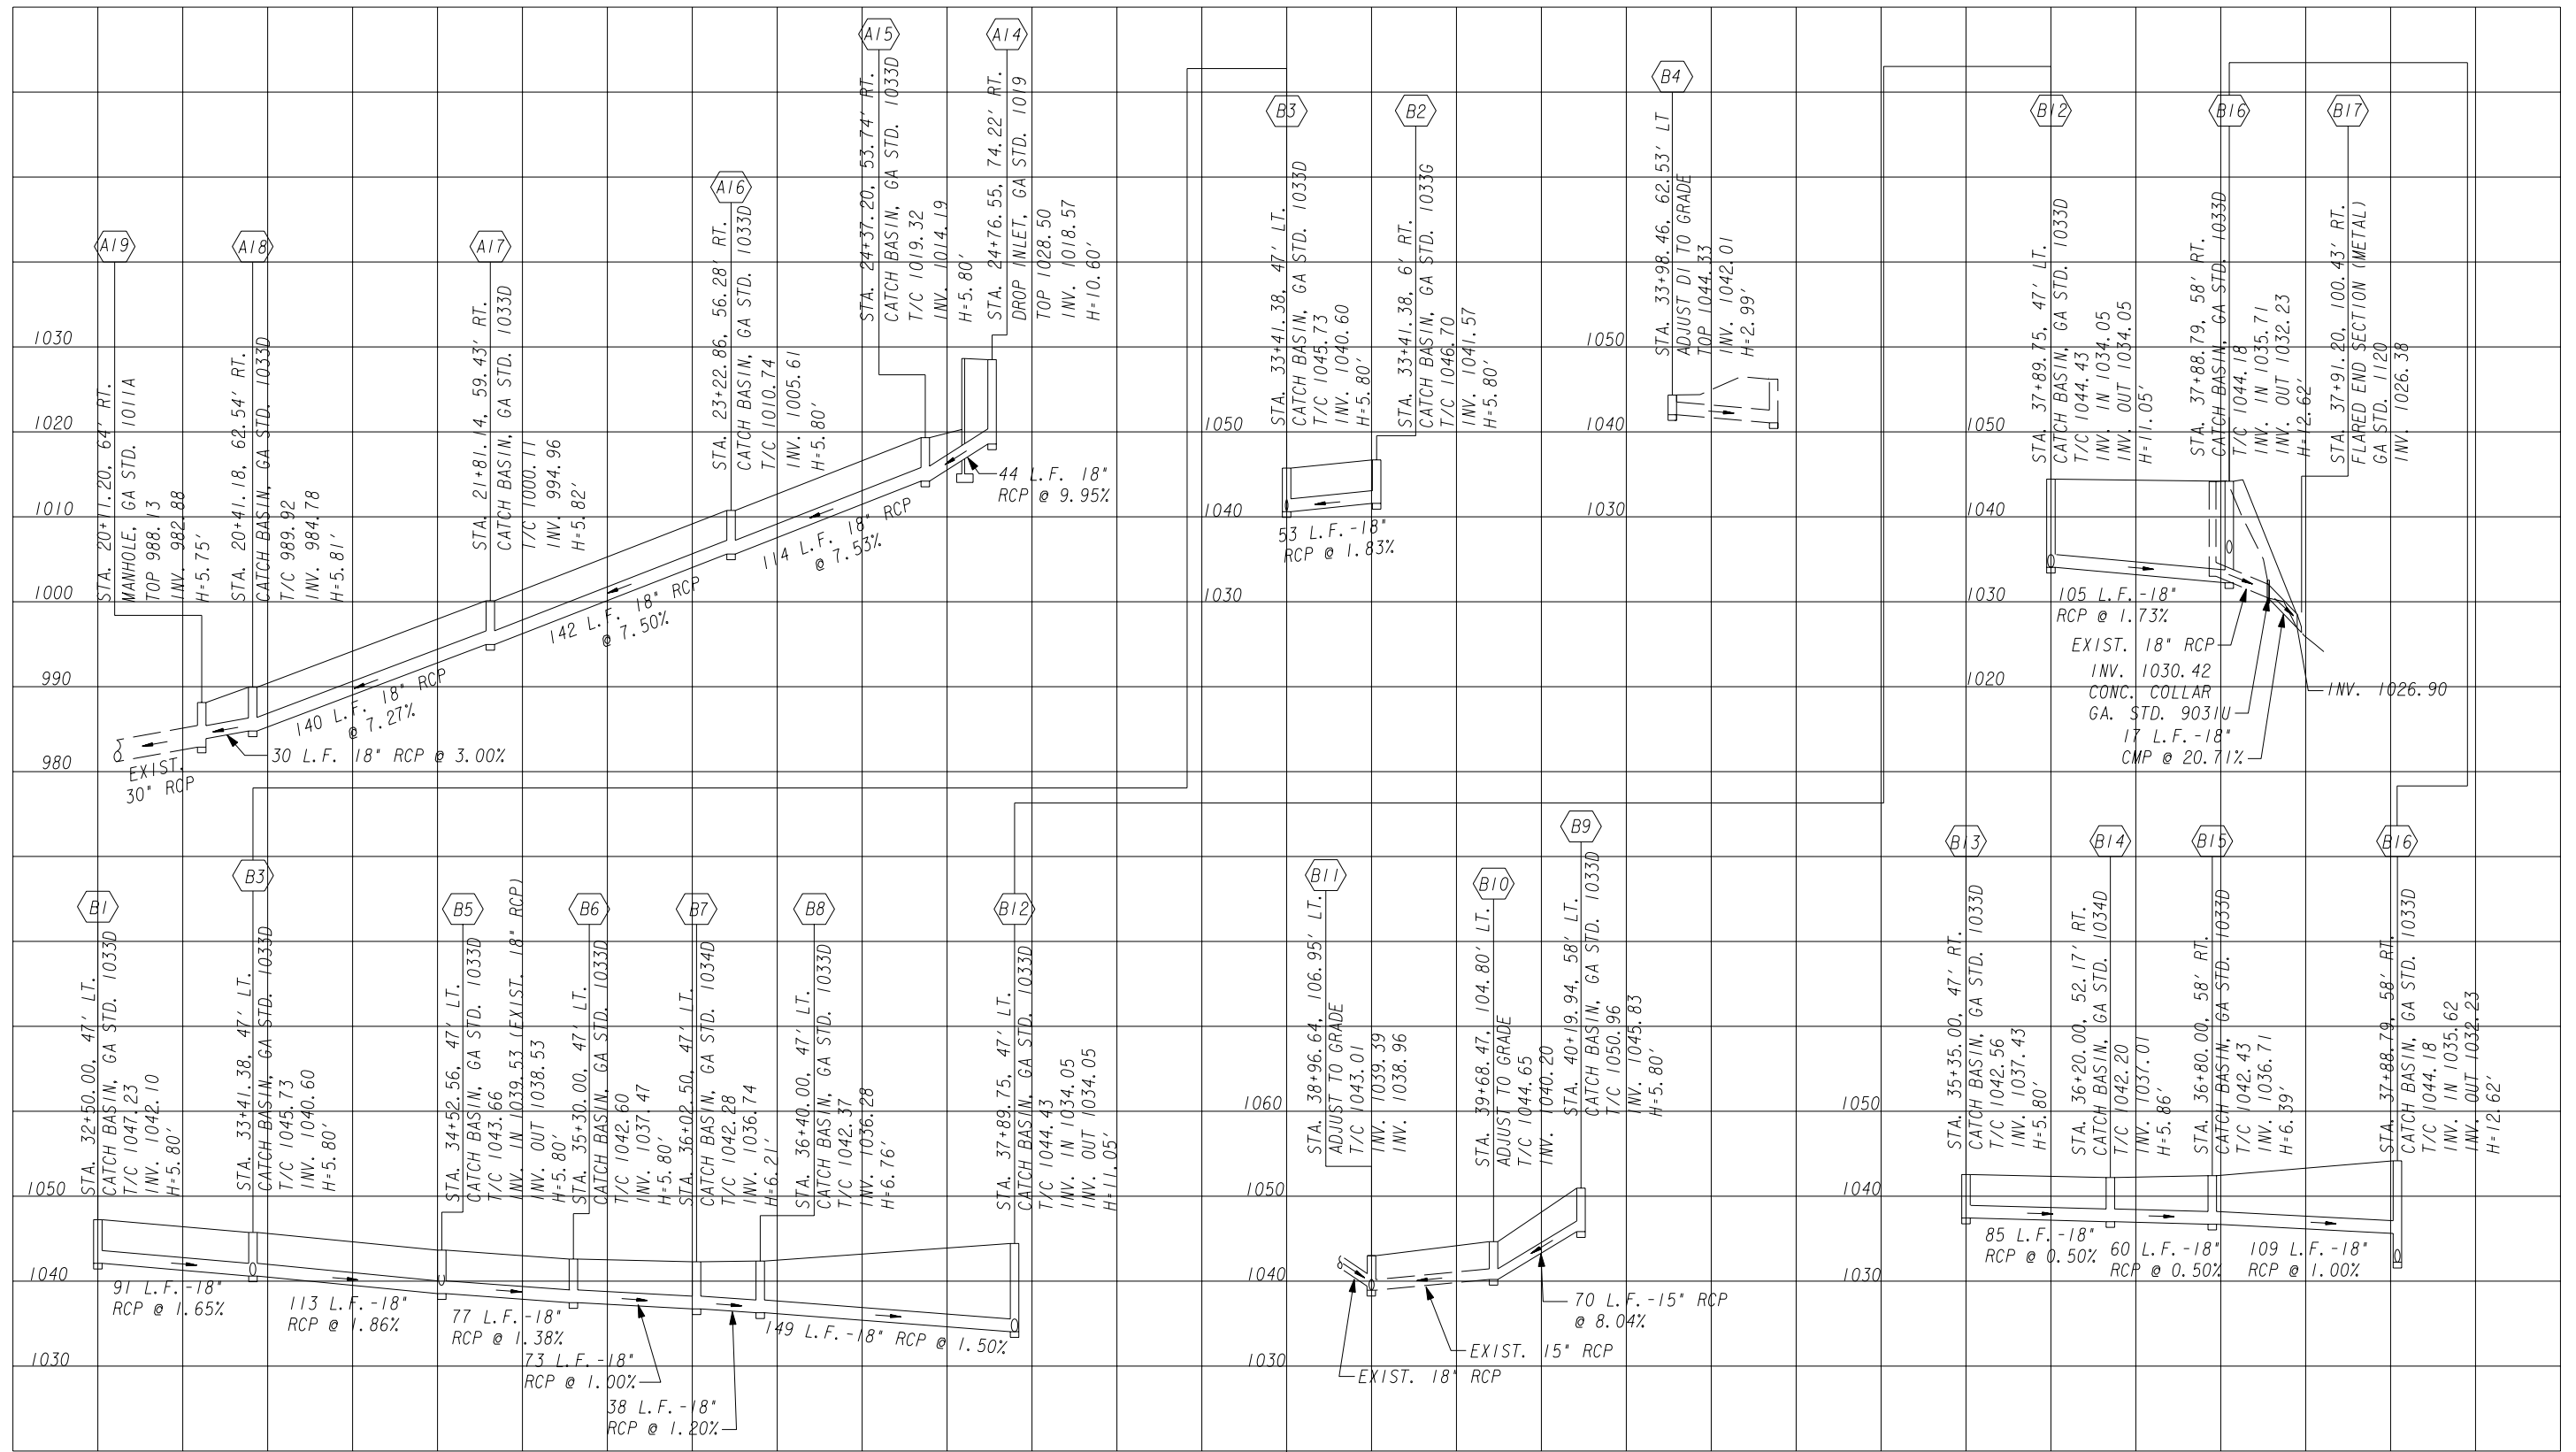 A19
STA. 20+11.20, 64' RT.
MANHOLE, GA STD. 1011A
TOP 988.13
INV. 982.88
H=5.75'
A18
STA. 20+41.18, 62.54' RT.
CATCH BASIN, GA STD. 1033D
T/C 989.92
INV. 984.78
H=5.81'
A17
STA. 21+81.14, 59.43' RT.
CATCH BASIN, GA STD. 1033D
T/C 1000.11
INV. 994.96
H=5.82'
A16
STA. 23+22.86, 56.28' RT.
CATCH BASIN, GA STD. 1033D
T/C 1010.74
INV. 1005.61
H=5.80'
A15
STA. 24+37.20, 53.74' RT.
CATCH BASIN, GA STD. 1033D
T/C 1019.32
INV. 1014.19
H=5.80'
A14
STA. 24+76.55, 74.22' RT.
DROP INLET, GA STD. 1019
TOP 1028.50
INV. 1018.57
H=10.60'
1030
1020
1010
1000
990
980
44 L.F. 18"
RCP @ 9.95%
114 L.F. 18" RCP
@ 7.53%
142 L.F. 18" RCP
@ 7.50%
140 L.F. 18" RCP
@ 7.27%
30 L.F. 18" RCP @ 3.00%
EXIST.
30" RCP
B3
STA. 33+41.38, 47' LT.
CATCH BASIN, GA STD. 1033D
T/C 1045.73
INV. 1040.60
H=5.80'
B2
STA. 33+41.38, 6' RT.
CATCH BASIN, GA STD. 1033G
T/C 1046.70
INV. 1041.57
H=5.80'
1050
1040
1030
53 L.F.-18"
RCP @ 1.83%
B4
STA. 33+98.46, 62.53' LT
ADJUST DI TO GRADE
TOP 1044.33
INV. 1042.01
H=2.99'
1050
1040
1030
B12
STA. 37+89.75, 47' LT.
CATCH BASIN, GA STD. 1033D
T/C 1044.43
INV. IN 1034.05
INV. OUT 1034.05
H=11.05'
B16
STA. 37+88.79, 58' RT.
CATCH BASIN, GA STD. 1033D
T/C 1044.18
INV. IN 1035.71
INV. OUT 1032.23
H=12.62'
B17
STA. 37+91.20, 100.43' RT.
FLARED END SECTION (METAL)
GA STD. 1120
INV. 1026.38
1050
1040
1030
1020
105 L.F.-18"
RCP @ 1.73%
EXIST. 18" RCP
INV. 1030.42
CONC. COLLAR
GA. STD. 9031U
17 L.F.-18"
CMP @ 20.71%
INV. 1026.90
B1
STA. 32+50.00, 47' LT.
CATCH BASIN, GA STD. 1033D
T/C 1047.23
INV. 1042.10
H=5.80'
B3
STA. 33+41.38, 47' LT.
CATCH BASIN, GA STD. 1033D
T/C 1045.73
INV. 1040.60
H=5.80'
B5
STA. 34+52.56, 47' LT.
CATCH BASIN, GA STD. 1033D
T/C 1043.66
INV. IN 1039.53 (EXIST. 18" RCP)
INV. OUT 1038.53
H=5.80'
B6
STA. 35+30.00, 47' LT.
CATCH BASIN, GA STD. 1033D
T/C 1042.60
INV. 1037.47
H=5.80'
B7
STA. 36+02.50, 47' LT.
CATCH BASIN, GA STD. 1034D
T/C 1042.28
INV. 1036.74
H=6.21'
B8
STA. 36+40.00, 47' LT.
CATCH BASIN, GA STD. 1033D
T/C 1042.37
INV. 1036.28
H=6.76'
B12
STA. 37+89.75, 47' LT.
CATCH BASIN, GA STD. 1033D
T/C 1044.43
INV. IN 1034.05
INV. OUT 1034.05
H=11.05'
1050
1040
1030
91 L.F.-18"
RCP @ 1.65%
113 L.F.-18"
RCP @ 1.86%
77 L.F.-18"
RCP @ 1.38%
73 L.F.-18"
RCP @ 1.00%
38 L.F.-18"
RCP @ 1.20%
149 L.F.-18" RCP @ 1.50%
B11
STA. 38+96.64, 106.95' LT.
ADJUST TO GRADE
T/C 1043.01
INV. 1039.39
INV. 1038.96
B10
STA. 39+68.47, 104.80' LT.
ADJUST TO GRADE
T/C 1044.65
INV. 1040.20
B9
STA. 40+19.94, 58' LT.
CATCH BASIN, GA STD. 1033D
T/C 1050.96
INV. 1045.83
H=5.80'
1060
1050
1040
1030
70 L.F.-15" RCP
@ 8.04%
EXIST. 15" RCP
EXIST. 18" RCP
B13
STA. 35+35.00, 47' RT.
CATCH BASIN, GA STD. 1033D
T/C 1042.56
INV. 1037.43
H=5.80'
B14
STA. 36+20.00, 52.17' RT.
CATCH BASIN, GA STD. 1034D
T/C 1042.20
INV. 1037.01
H=5.86'
B15
STA. 36+80.00, 58' RT.
CATCH BASIN, GA STD. 1033D
T/C 1042.43
INV. 1036.71
H=6.39'
B16
STA. 37+88.79, 58' RT.
CATCH BASIN, GA STD. 1033D
T/C 1044.18
INV. IN 1035.62
INV. OUT 1032.23
H=12.62'
1050
1040
1030
85 L.F.-18"
RCP @ 0.50%
60 L.F.-18"
RCP @ 0.50%
109 L.F.-18"
RCP @ 1.00%